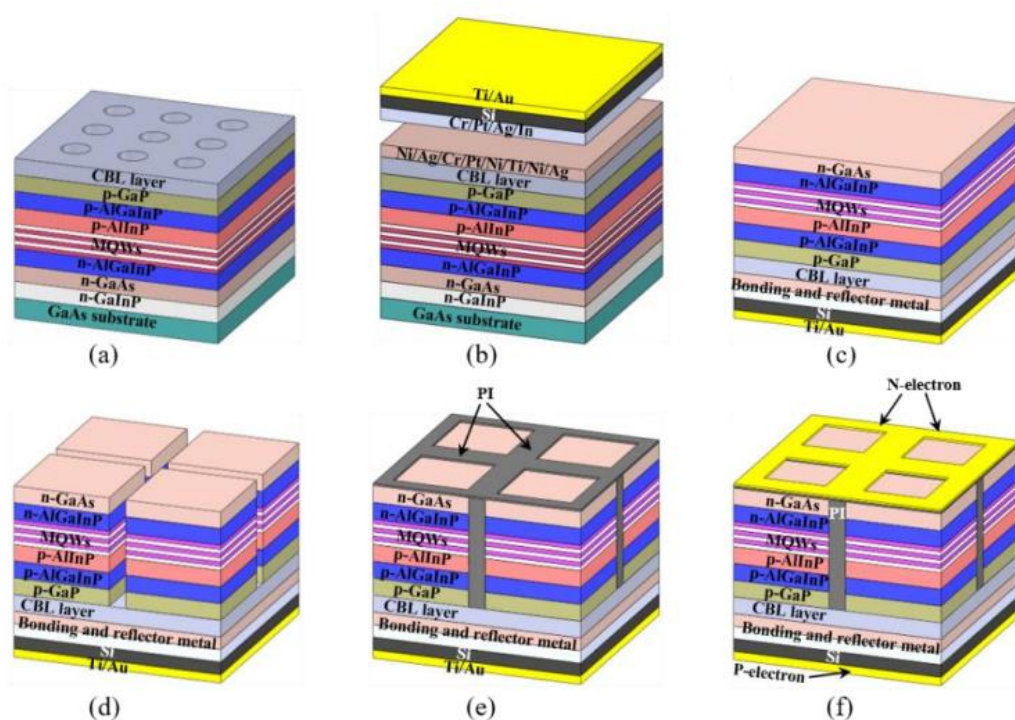 CBL layer
p-GaP
p-AlGaInP
p-AlInP
MQWs
n-AlGaInP
n-GaAs
n-GaInP
GaAs substrate
(a)
Ti/Au
Si
Cr/Pt/Ag/In
Ni/Ag/Cr/Pt/Ni/Ti/Ni/Ag
CBL layer
p-GaP
p-AlGaInP
p-AlInP
MQWs
n-AlGaInP
n-GaAs
n-GaInP
GaAs substrate
(b)
n-GaAs
n-AlGaInP
MQWs
p-AlInP
p-AlGaInP
p-GaP
CBL layer
Bonding and reflector metal
Si
Ti/Au
(c)
n-GaAs
n-AlGaInP
MQWs
p-AlInP
p-AlGaInP
p-GaP
CBL layer
Bonding and reflector metal
Si
Ti/Au
(d)
PI
n-GaAs
n-AlGaInP
MQWs
p-AlInP
p-AlGaInP
p-GaP
CBL layer
Bonding and reflector metal
Si
Ti/Au
(e)
N-electron
n-GaAs
PI
n-AlGaInP
MQWs
p-AlInP
p-AlGaInP
p-GaP
CBL layer
Bonding and reflector metal
Si
P-electron
(f)